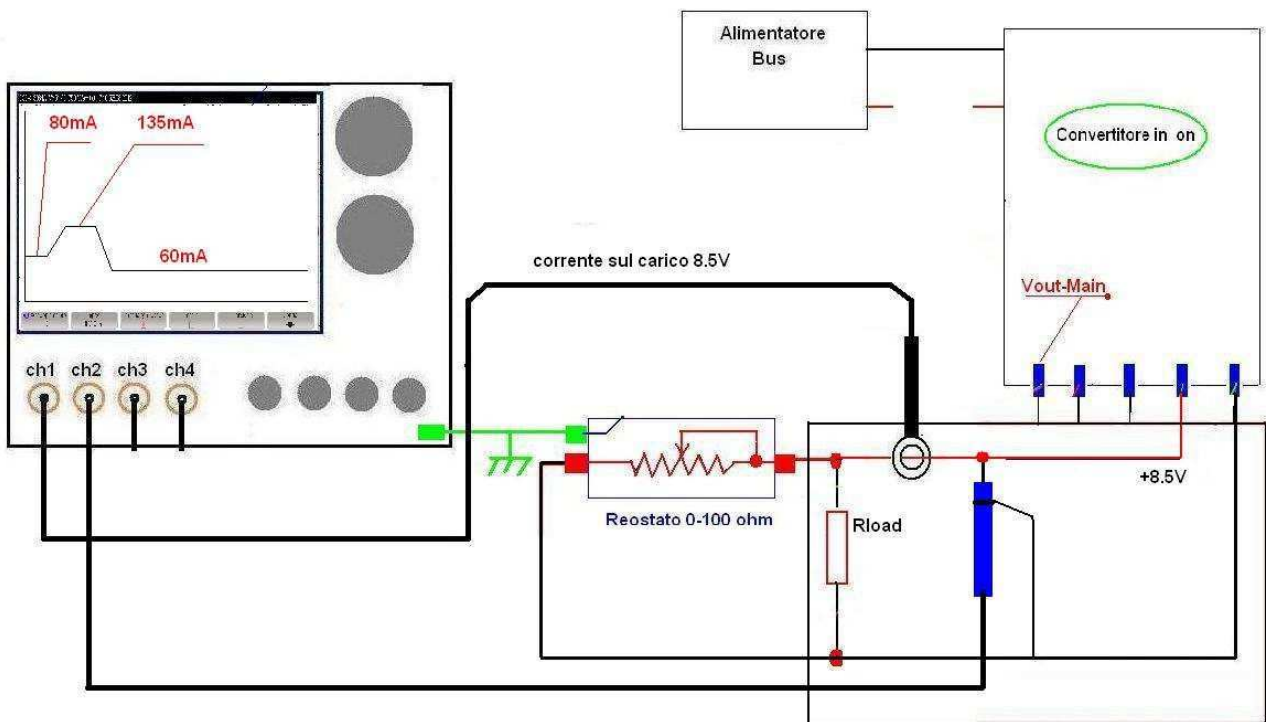 Alimentatore
Bus
80mA
135mA
60mA
Convertitore in on
corrente sul carico 8.5V
Vout-Main
ch1
ch2
ch3
ch4
+8.5V
Reostato 0-100 ohm
Rload